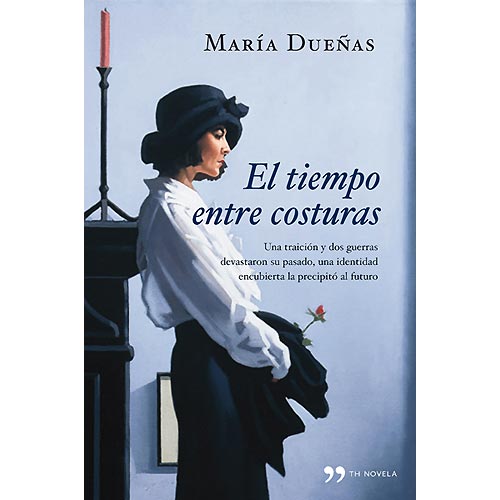 MARÍA DUEÑAS
El tiempo
entre costuras
Una traición y dos guerras
devastaron su pasado, una identidad
encubierta la precipitó al futuro
TH NOVELA